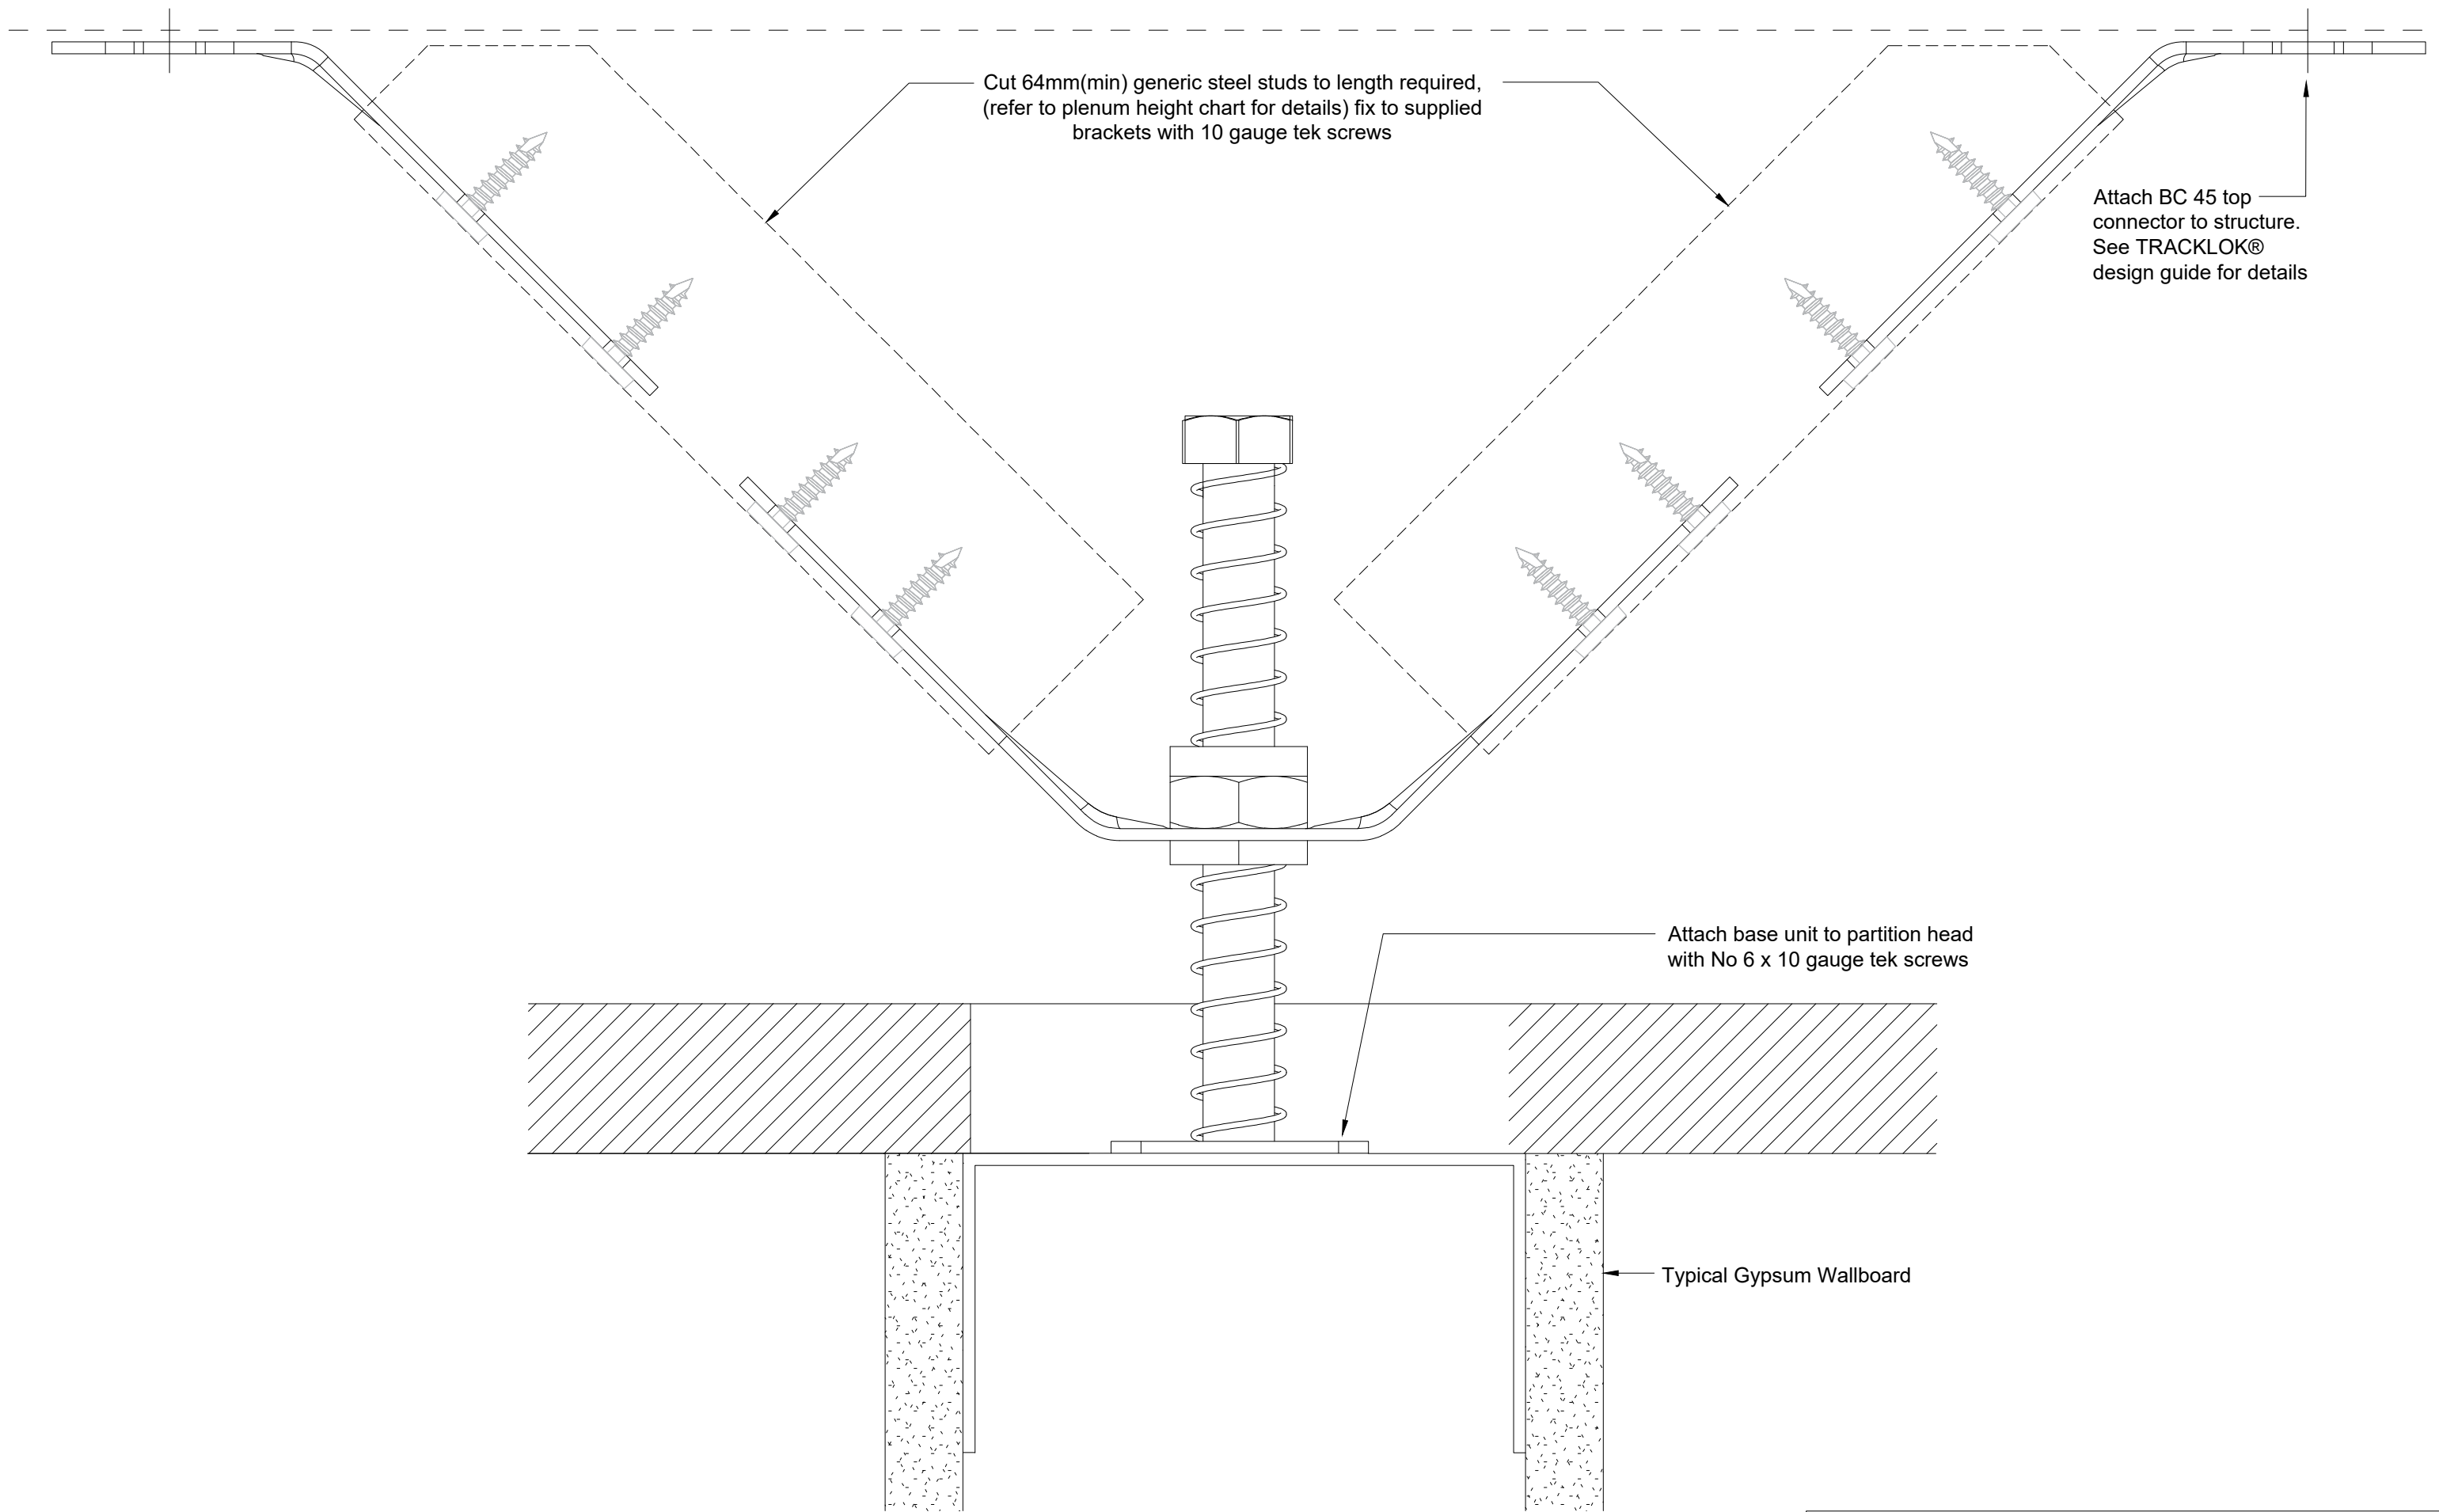 Cut 64mm(min) generic steel studs to length required,
(refer to plenum height chart for details) fix to supplied
brackets with 10 gauge tek screws
Attach BC 45 top
connector to structure.
See TRACKLOK®
design guide for details
Attach base unit to partition head
with No 6 x 10 gauge tek screws
Typical Gypsum Wallboard